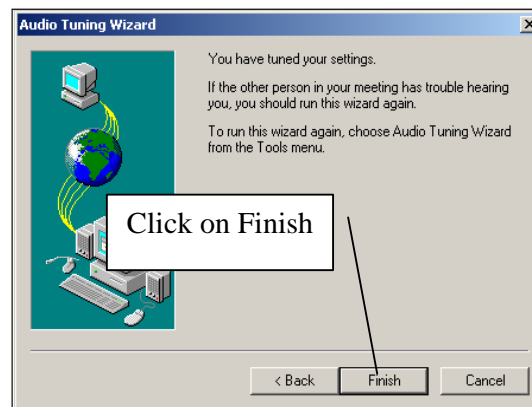 Audio Tuning Wizard
You have tuned your settings.
If the other person in your meeting has trouble hearing
you, you should run this wizard again.
To run this wizard again, choose Audio Tuning Wizard
from the Tools menu.
Click on Finish
< Back
Finish
Cancel